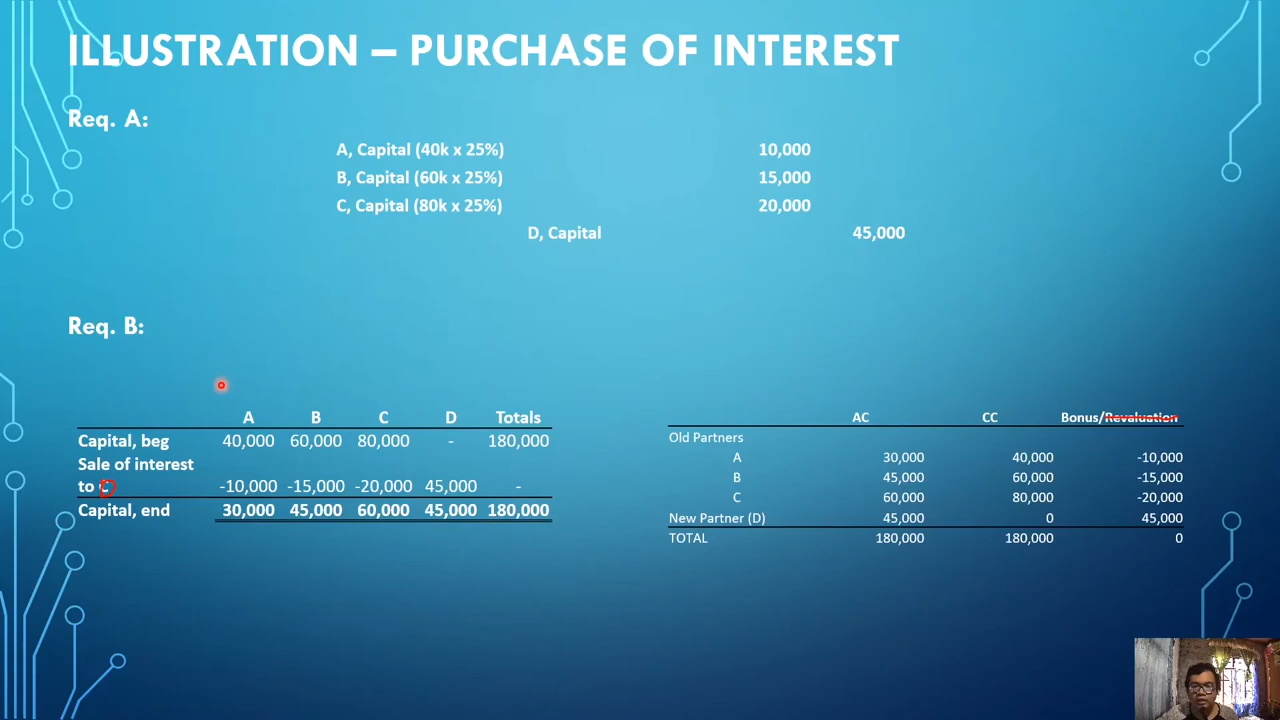 ILLUSTRATION – PURCHASE OF INTEREST
Req. A:
A, Capital (40k x 25%) 10,000
B, Capital (60k x 25%) 15,000
C, Capital (80k x 25%) 20,000
D, Capital 45,000
Req. B:
A B C D Totals
Capital, beg 40,000 60,000 80,000 - 180,000
Sale of interest
to D -10,000 -15,000 -20,000 45,000 -
Capital, end 30,000 45,000 60,000 45,000 180,000
AC CC Bonus/Revaluation
Old Partners
A 30,000 40,000 -10,000
B 45,000 60,000 -15,000
C 60,000 80,000 -20,000
New Partner (D) 45,000 0 45,000
TOTAL 180,000 180,000 0